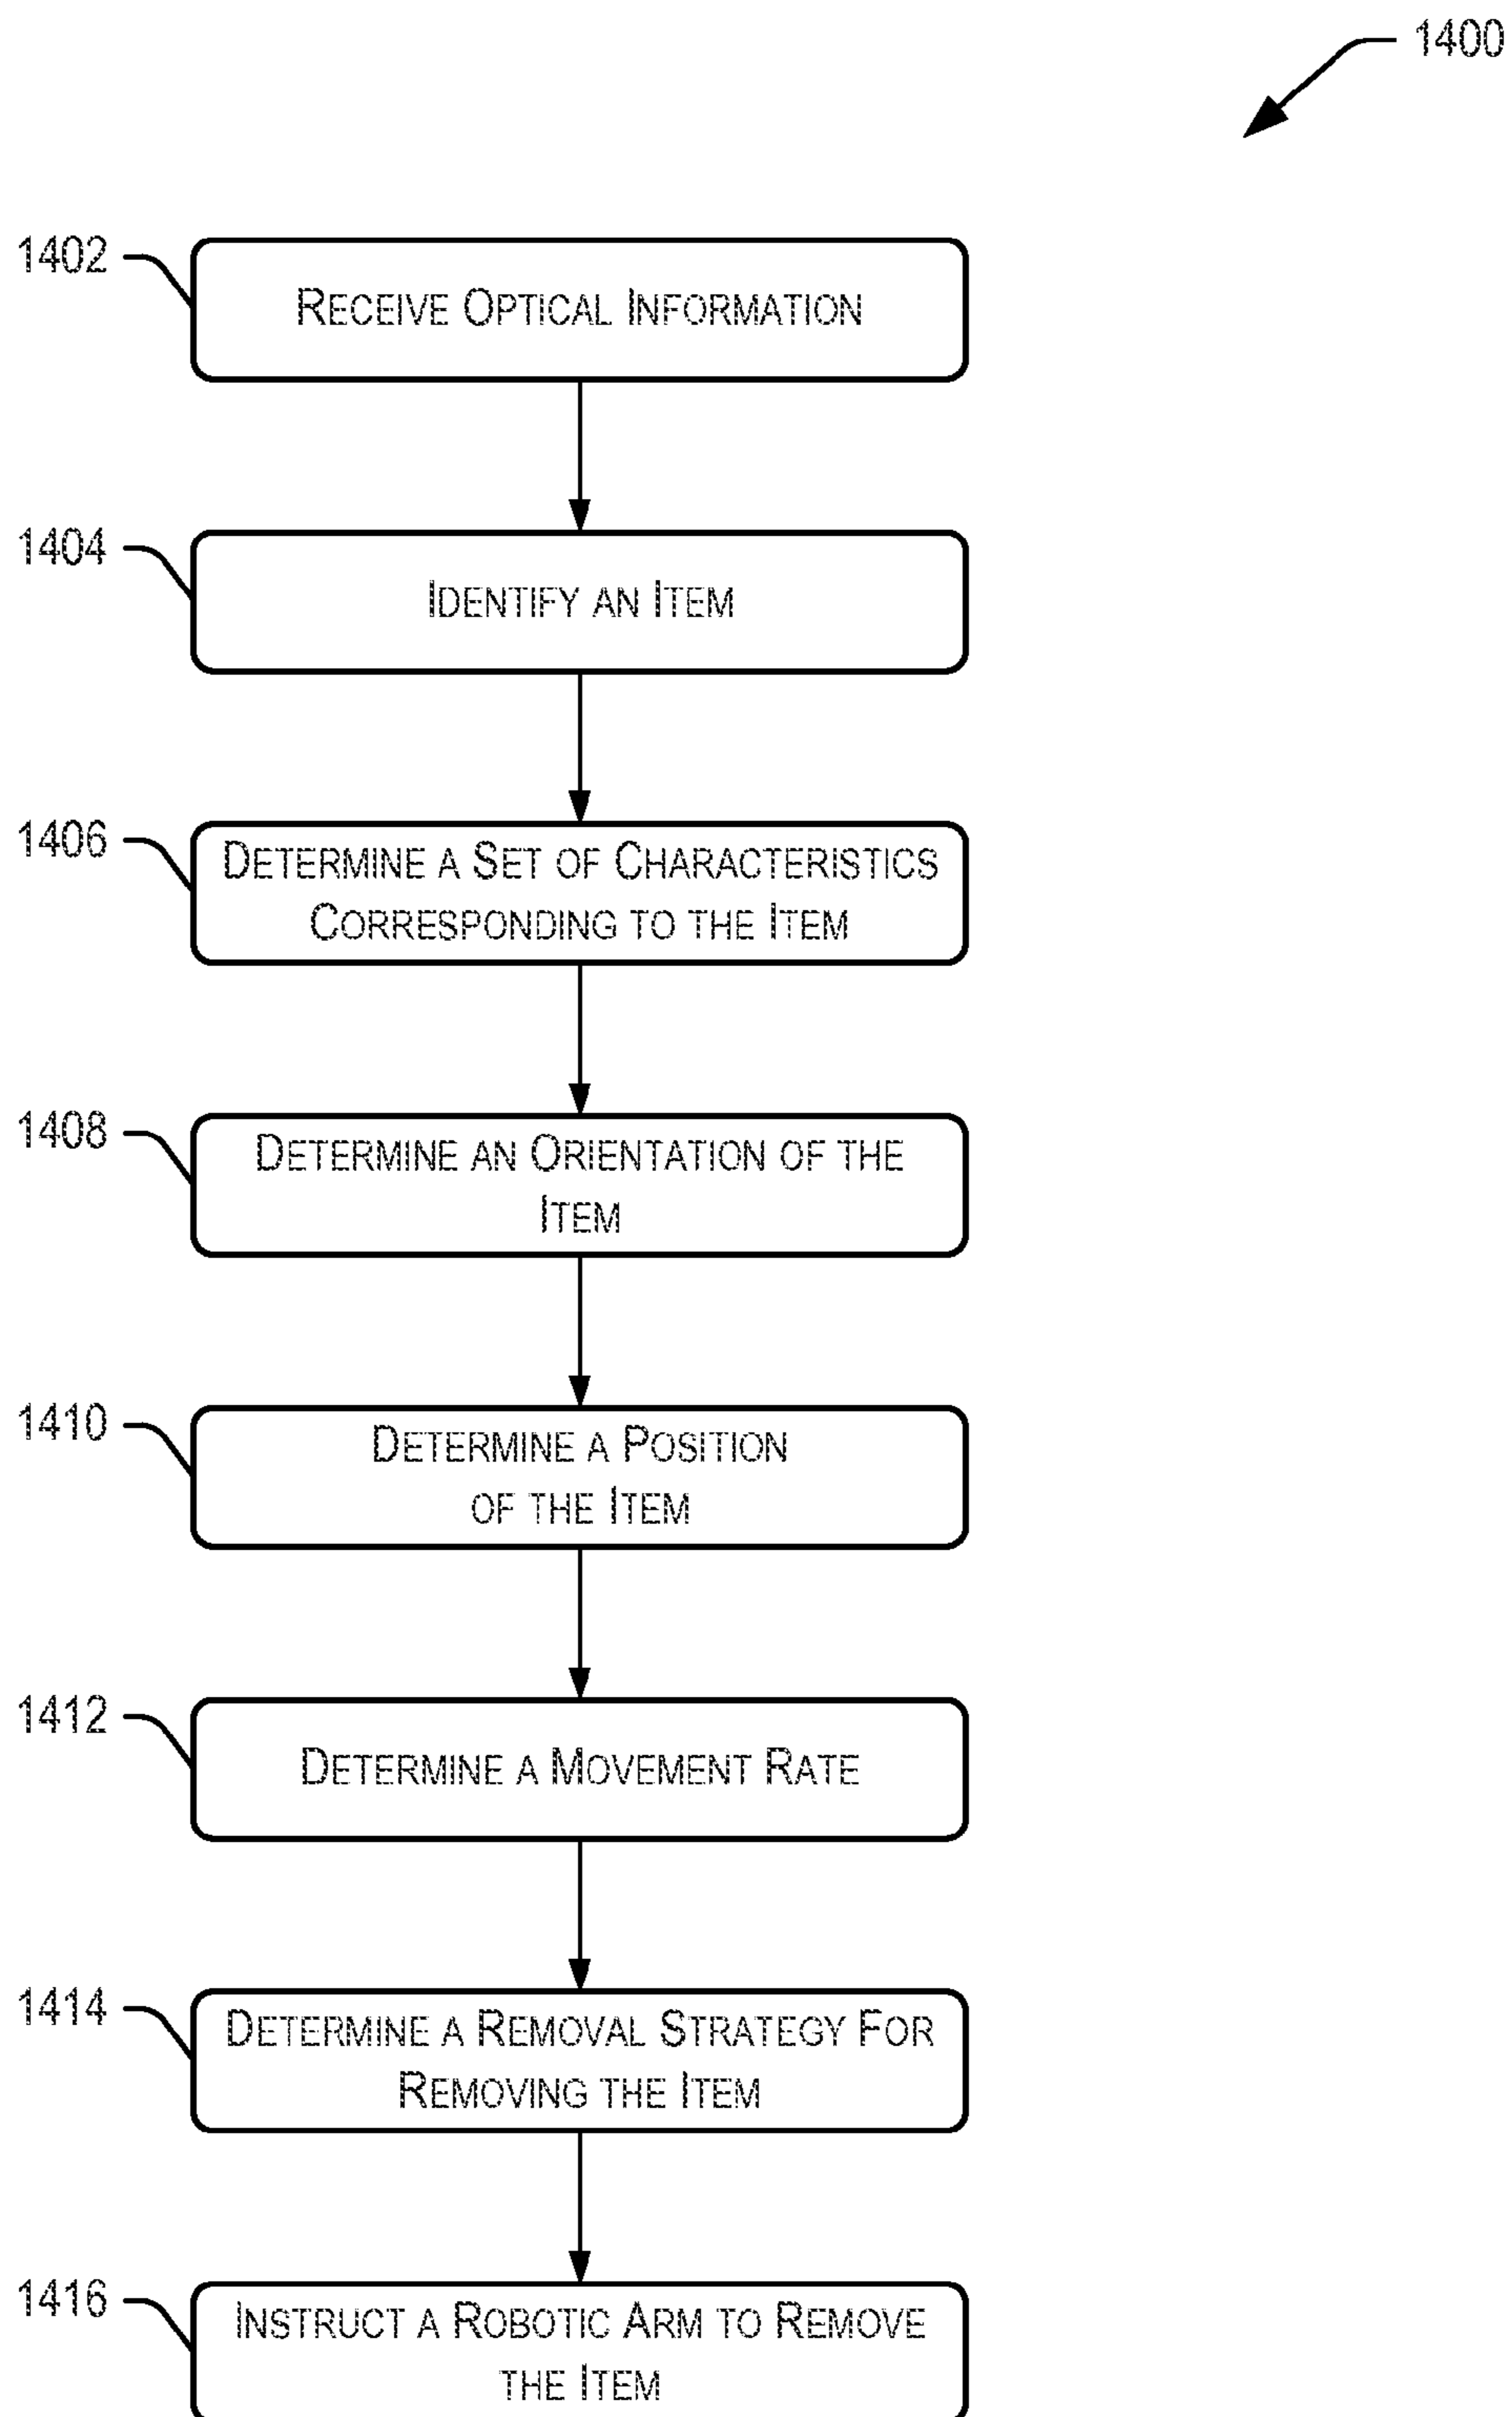 1400
1402
RECEIVE OPTICAL INFORMATION
1404
IDENTIFY AN ITEM
1406
DETERMINE A SET OF CHARACTERISTICS
CORRESPONDING TO THE ITEM
1408
DETERMINE AN ORIENTATION OF THE
ITEM
1410
DETERMINE A POSITION
OF THE ITEM
1412
DETERMINE A MOVEMENT RATE
1414
DETERMINE A REMOVAL STRATEGY FOR
REMOVING THE ITEM
1416
INSTRUCT A ROBOTIC ARM TO REMOVE
THE ITEM